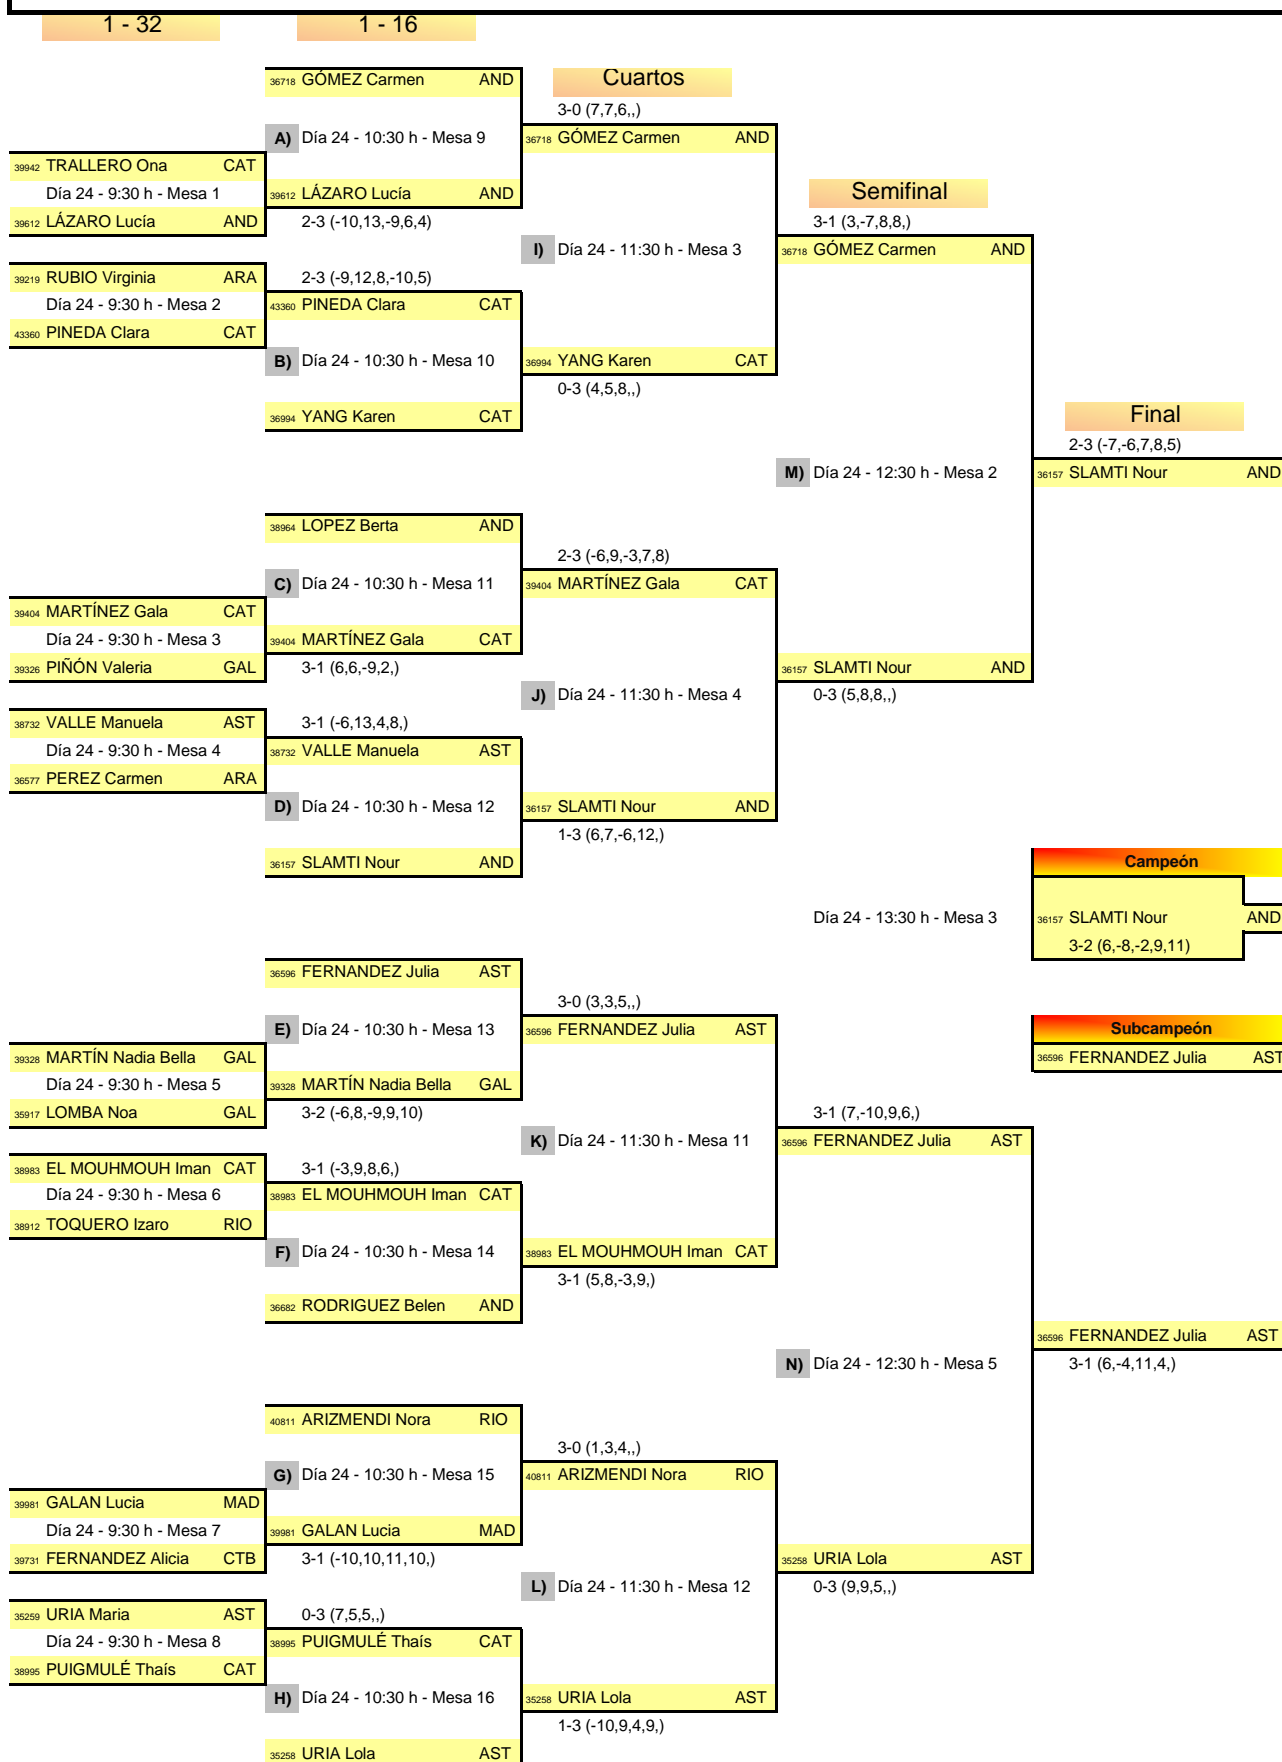 1 - 32 1 - 16
36718 GÓMEZ Carmen AND Cuartos
3-0 (7,7,6,,)
A) Día 24 - 10:30 h - Mesa 9 36718 GÓMEZ Carmen AND
39942 TRALLERO Ona CAT
Día 24 - 9:30 h - Mesa 1 39612 LÁZARO Lucía AND Semifinal
39612 LÁZARO Lucía AND 2-3 (-10,13,-9,6,4) 3-1 (3,-7,8,8,)
I) Día 24 - 11:30 h - Mesa 3 36718 GÓMEZ Carmen AND
39219 RUBIO Virginia ARA 2-3 (-9,12,8,-10,5)
Día 24 - 9:30 h - Mesa 2 43360 PINEDA Clara CAT
43360 PINEDA Clara CAT
B) Día 24 - 10:30 h - Mesa 10 36994 YANG Karen CAT
0-3 (4,5,8,,)
36994 YANG Karen CAT Final
2-3 (-7,-6,7,8,5)
M) Día 24 - 12:30 h - Mesa 2 36157 SLAMTI Nour AND
38964 LOPEZ Berta AND
2-3 (-6,9,-3,7,8)
C) Día 24 - 10:30 h - Mesa 11 39404 MARTÍNEZ Gala CAT
39404 MARTÍNEZ Gala CAT
Día 24 - 9:30 h - Mesa 3 39404 MARTÍNEZ Gala CAT
39326 PIÑÓN Valeria GAL 3-1 (6,6,-9,2,) 36157 SLAMTI Nour AND
J) Día 24 - 11:30 h - Mesa 4 0-3 (5,8,8,,)
38732 VALLE Manuela AST 3-1 (-6,13,4,8,)
Día 24 - 9:30 h - Mesa 4 38732 VALLE Manuela AST
36577 PEREZ Carmen ARA
D) Día 24 - 10:30 h - Mesa 12 36157 SLAMTI Nour AND
1-3 (6,7,-6,12,)
36157 SLAMTI Nour AND Campeón
Día 24 - 13:30 h - Mesa 3 36157 SLAMTI Nour AND
3-2 (6,-8,-2,9,11)
36596 FERNANDEZ Julia AST
3-0 (3,3,5,,)
E) Día 24 - 10:30 h - Mesa 13 36596 FERNANDEZ Julia AST Subcampeón
39328 MARTÍN Nadia Bella GAL 36596 FERNANDEZ Julia AST
Día 24 - 9:30 h - Mesa 5 39328 MARTÍN Nadia Bella GAL
35917 LOMBA Noa GAL 3-2 (-6,8,-9,9,10) 3-1 (7,-10,9,6,)
K) Día 24 - 11:30 h - Mesa 11 36596 FERNANDEZ Julia AST
38983 EL MOUHMOUH Iman CAT 3-1 (-3,9,8,6,)
Día 24 - 9:30 h - Mesa 6 38983 EL MOUHMOUH Iman CAT
38912 TOQUERO Izaro RIO
F) Día 24 - 10:30 h - Mesa 14 38983 EL MOUHMOUH Iman CAT
3-1 (5,8,-3,9,)
36682 RODRIGUEZ Belen AND
36596 FERNANDEZ Julia AST
N) Día 24 - 12:30 h - Mesa 5 3-1 (6,-4,11,4,)
40811 ARIZMENDI Nora RIO
3-0 (1,3,4,,)
G) Día 24 - 10:30 h - Mesa 15 40811 ARIZMENDI Nora RIO
39981 GALAN Lucia MAD
Día 24 - 9:30 h - Mesa 7 39981 GALAN Lucia MAD
39731 FERNANDEZ Alicia CTB 3-1 (-10,10,11,10,) 35258 URIA Lola AST
L) Día 24 - 11:30 h - Mesa 12 0-3 (9,9,5,,)
35259 URIA Maria AST 0-3 (7,5,5,,)
Día 24 - 9:30 h - Mesa 8 38995 PUIGMULÉ Thaís CAT
38995 PUIGMULÉ Thaís CAT
H) Día 24 - 10:30 h - Mesa 16 35258 URIA Lola AST
1-3 (-10,9,4,9,)
35258 URIA Lola AST